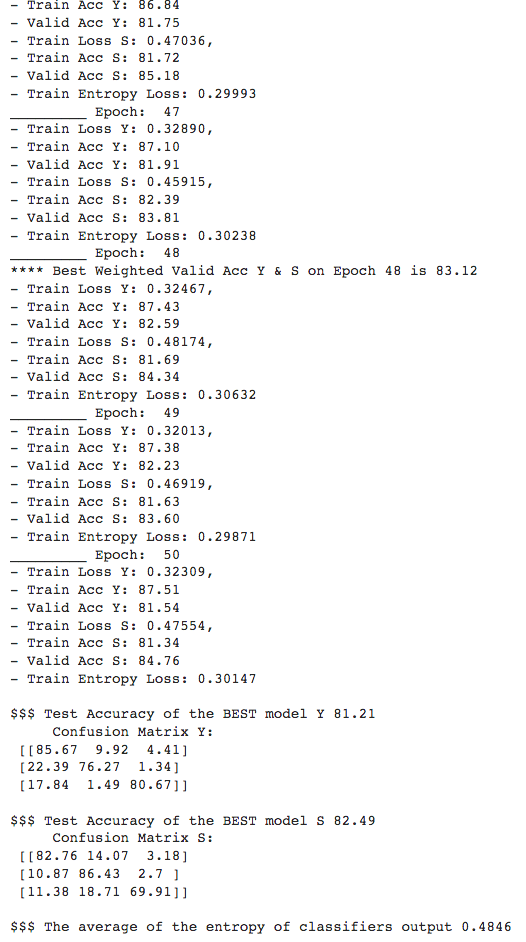 - Train Acc Y: 86.84
- Valid Acc Y: 81.75
- Train Loss S: 0.47036,
- Train Acc S: 81.72
- Valid Acc S: 85.18
- Train Entropy Loss: 0.29993
_________ Epoch:  47
- Train Loss Y: 0.32890,
- Train Acc Y: 87.10
- Valid Acc Y: 81.91
- Train Loss S: 0.45915,
- Train Acc S: 82.39
- Valid Acc S: 83.81
- Train Entropy Loss: 0.30238
_________ Epoch:  48
**** Best Weighted Valid Acc Y & S on Epoch 48 is 83.12
- Train Loss Y: 0.32467,
- Train Acc Y: 87.43
- Valid Acc Y: 82.59
- Train Loss S: 0.48174,
- Train Acc S: 81.69
- Valid Acc S: 84.34
- Train Entropy Loss: 0.30632
_________ Epoch:  49
- Train Loss Y: 0.32013,
- Train Acc Y: 87.38
- Valid Acc Y: 82.23
- Train Loss S: 0.46919,
- Train Acc S: 81.63
- Valid Acc S: 83.60
- Train Entropy Loss: 0.29871
_________ Epoch:  50
- Train Loss Y: 0.32309,
- Train Acc Y: 87.51
- Valid Acc Y: 81.54
- Train Loss S: 0.47554,
- Train Acc S: 81.34
- Valid Acc S: 84.76
- Train Entropy Loss: 0.30147
$$$ Test Accuracy of the BEST model Y 81.21
     Confusion Matrix Y:
 [[85.67  9.92  4.41]
 [22.39 76.27  1.34]
 [17.84  1.49 80.67]]
$$$ Test Accuracy of the BEST model S 82.49
     Confusion Matrix S:
 [[82.76 14.07  3.18]
 [10.87 86.43  2.7 ]
 [11.38 18.71 69.91]]
$$$ The average of the entropy of classifiers output 0.4846